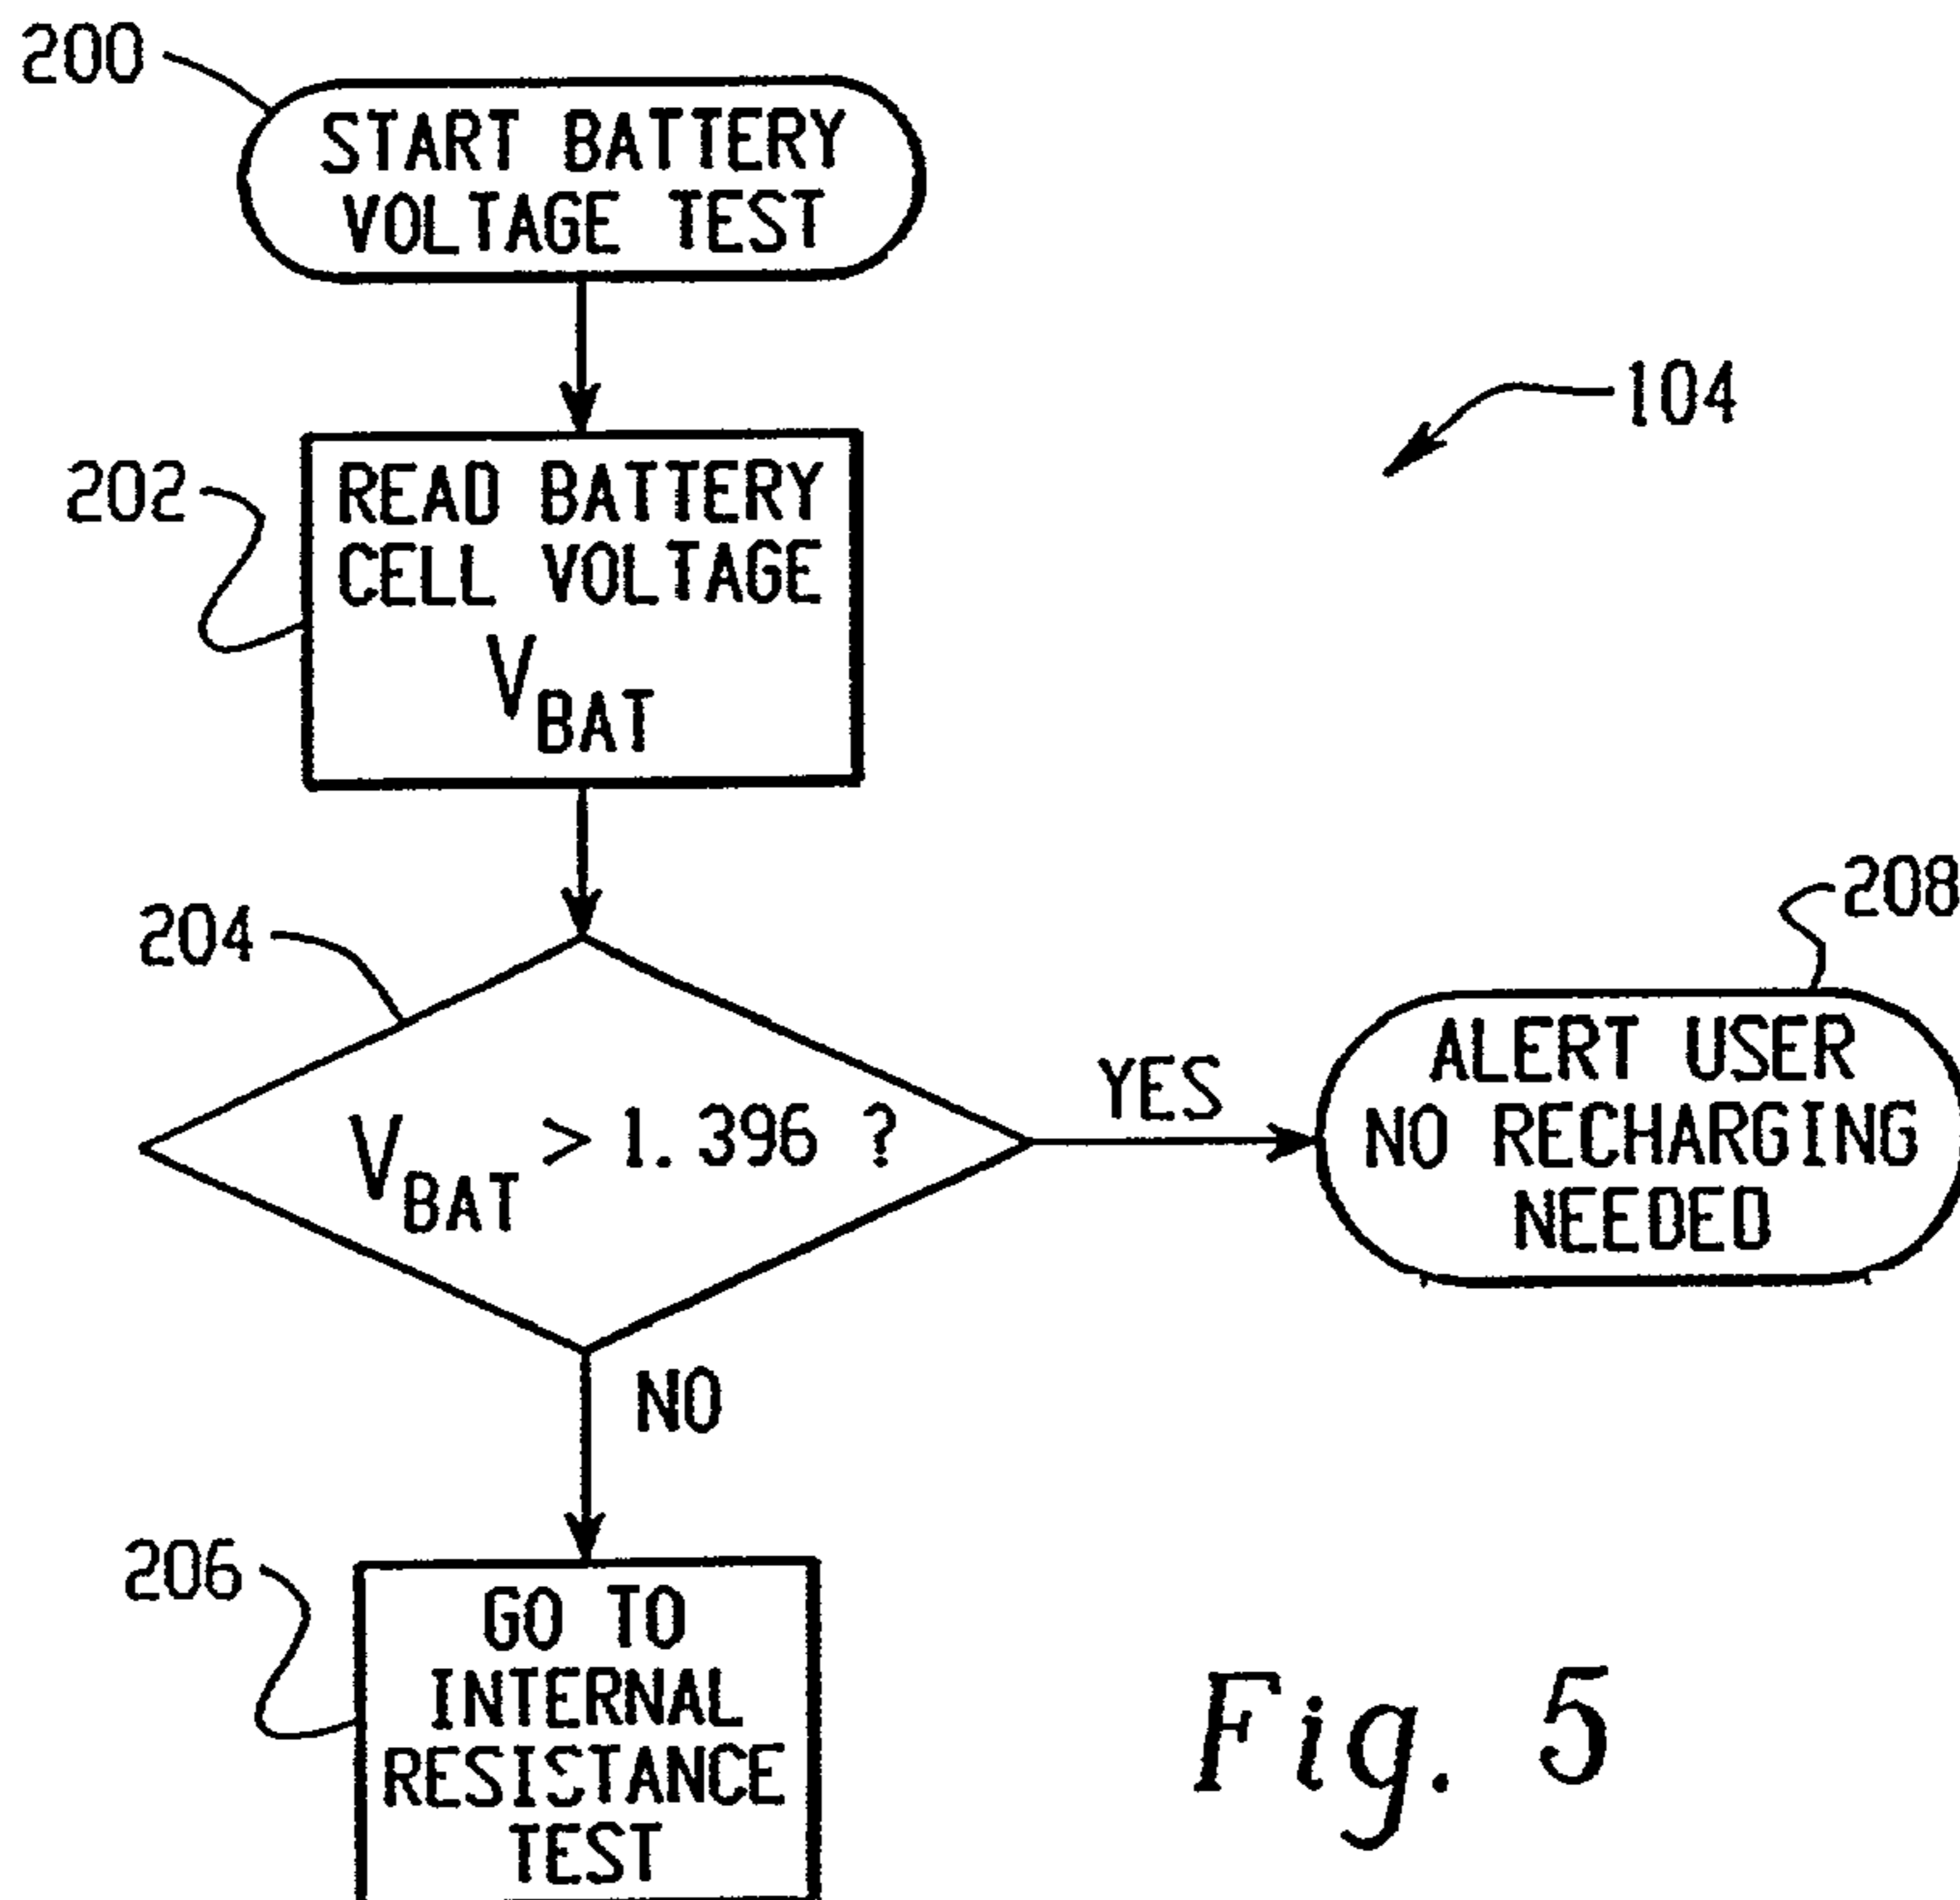 200
START BATTERY
VOLTAGE TEST
104
202
READ BATTERY
CELL VOLTAGE
VBAT
204
208
VBAT > 1.396 ?
YES
ALERT USER
NO RECHARGING
NEEDED
NO
206
GO TO
INTERNAL
RESISTANCE
TEST
Fig. 5